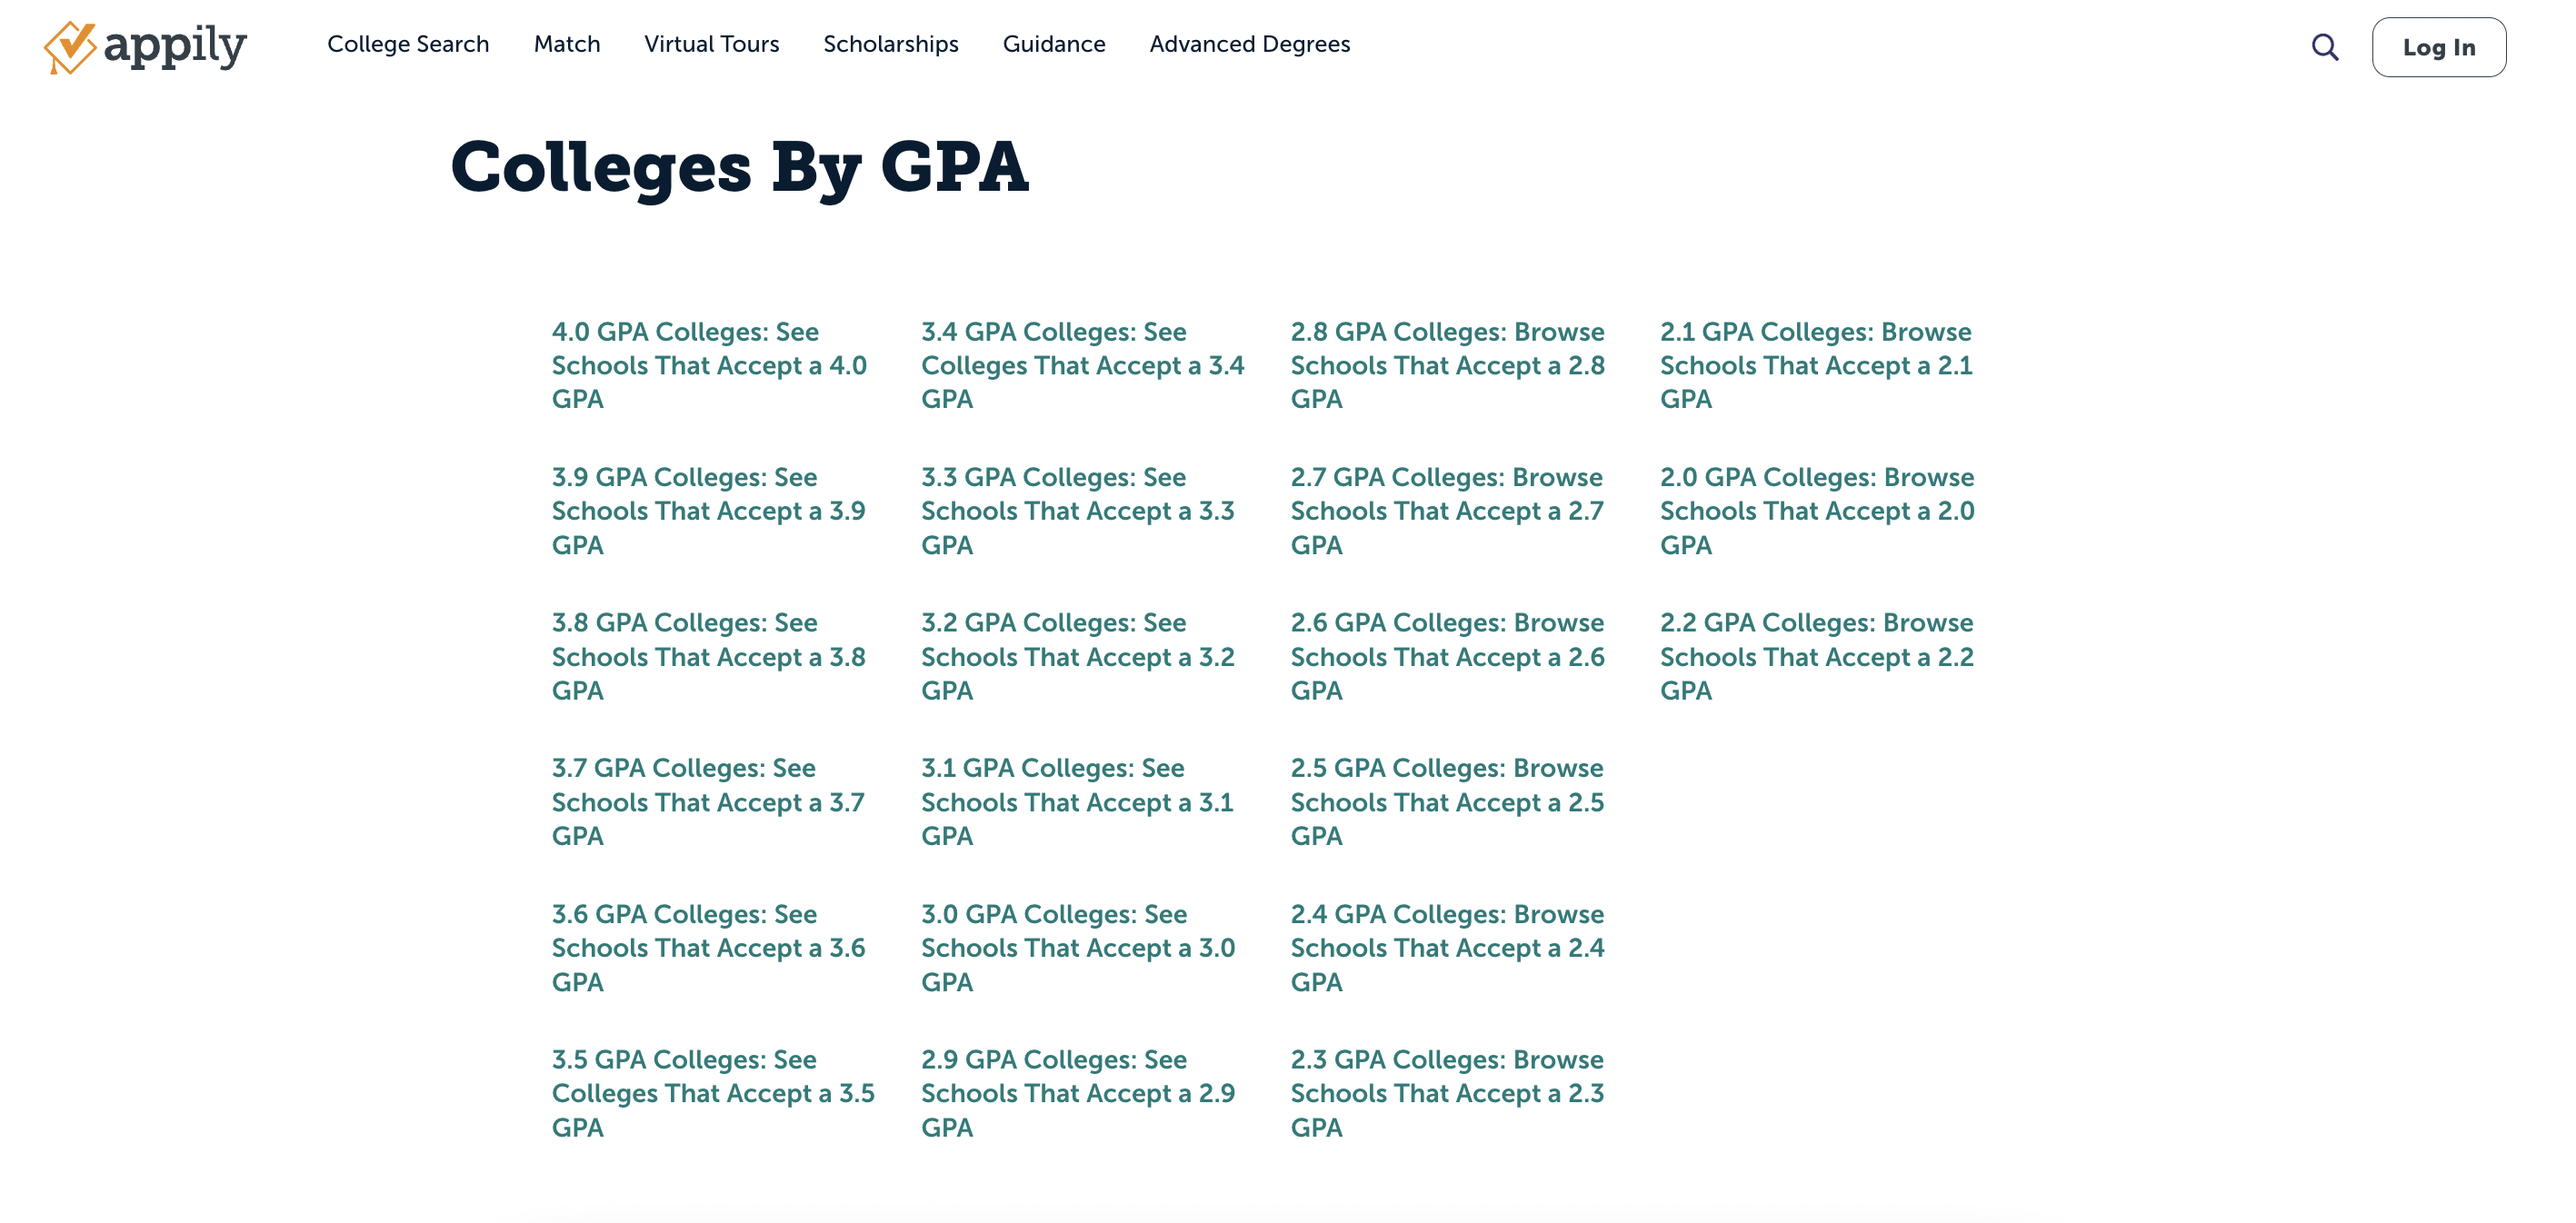 appily
College Search
Match
Virtual Tours
Scholarships
Guidance
Advanced Degrees
Log In
Colleges By GPA
4.0 GPA Colleges: See
Schools That Accept a 4.0
GPA
3.9 GPA Colleges: See
Schools That Accept a 3.9
GPA
3.8 GPA Colleges: See
Schools That Accept a 3.8
GPA
3.7 GPA Colleges: See
Schools That Accept a 3.7
GPA
3.6 GPA Colleges: See
Schools That Accept a 3.6
GPA
3.5 GPA Colleges: See
Colleges That Accept a 3.5
GPA
3.4 GPA Colleges: See
Colleges That Accept a 3.4
GPA
3.3 GPA Colleges: See
Schools That Accept a 3.3
GPA
3.2 GPA Colleges: See
Schools That Accept a 3.2
GPA
3.1 GPA Colleges: See
Schools That Accept a 3.1
GPA
3.0 GPA Colleges: See
Schools That Accept a 3.0
GPA
2.9 GPA Colleges: See
Schools That Accept a 2.9
GPA
2.8 GPA Colleges: Browse
Schools That Accept a 2.8
GPA
2.7 GPA Colleges: Browse
Schools That Accept a 2.7
GPA
2.6 GPA Colleges: Browse
Schools That Accept a 2.6
GPA
2.5 GPA Colleges: Browse
Schools That Accept a 2.5
GPA
2.4 GPA Colleges: Browse
Schools That Accept a 2.4
GPA
2.3 GPA Colleges: Browse
Schools That Accept a 2.3
GPA
2.1 GPA Colleges: Browse
Schools That Accept a 2.1
GPA
2.0 GPA Colleges: Browse
Schools That Accept a 2.0
GPA
2.2 GPA Colleges: Browse
Schools That Accept a 2.2
GPA